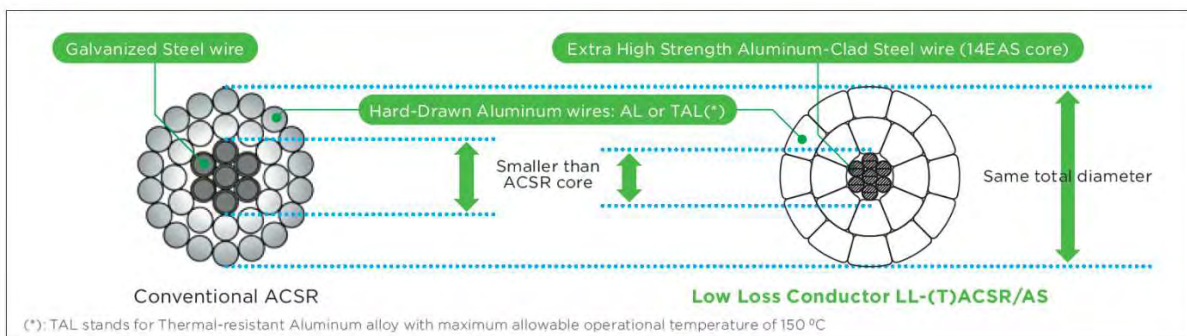 Galvanized Steel wire
Extra High Strength Aluminum-Clad Steel wire (14EAS core)
Hard-Drawn Aluminum wires: AL or TAL(*)
Smaller than
ACSR core
Same total diameter
Conventional ACSR
Low Loss Conductor LL-(T)ACSR/AS
(*): TAL stands for Thermal-resistant Aluminum alloy with maximum allowable operational temperature of 150 ⁰C